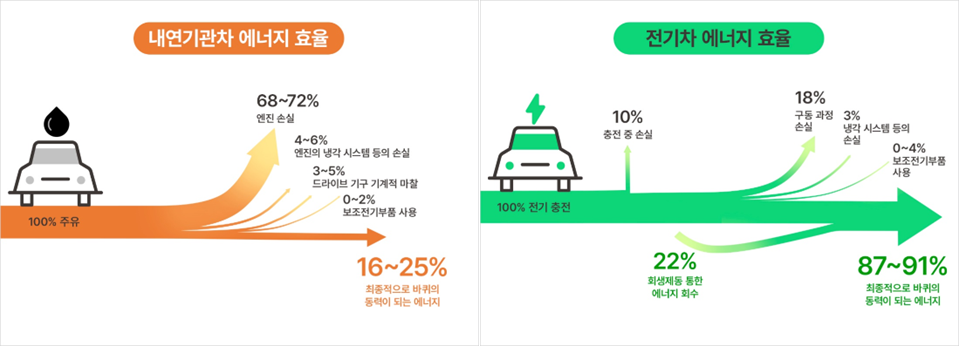 내연기관차 에너지 효율
68~72%
엔진 손실
4~6%
엔진의 냉각 시스템 등의 손실
3~5%
드라이브 기구 기계적 마찰
0~2%
보조전기부품 사용
100% 주유
16~25%
최종적으로 바퀴의
동력이 되는 에너지
전기차 에너지 효율
10%
충전 중 손실
18%
구동 과정
손실
3%
냉각 시스템 등의
손실
0~4%
보조전기부품
사용
100% 전기 충전
22%
회생제동 통한
에너지 회수
87~91%
최종적으로 바퀴의
동력이 되는 에너지